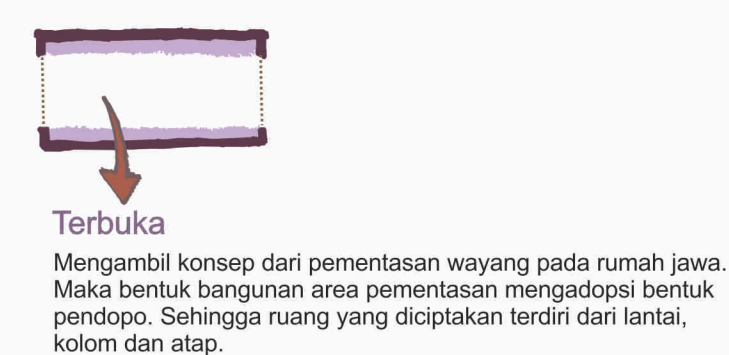 Terbuka
Mengambil konsep dari pementasan wayang pada rumah jawa.
Maka bentuk bangunan area pementasan mengadopsi bentuk
pendopo. Sehingga ruang yang diciptakan terdiri dari lantai,
kolom dan atap.